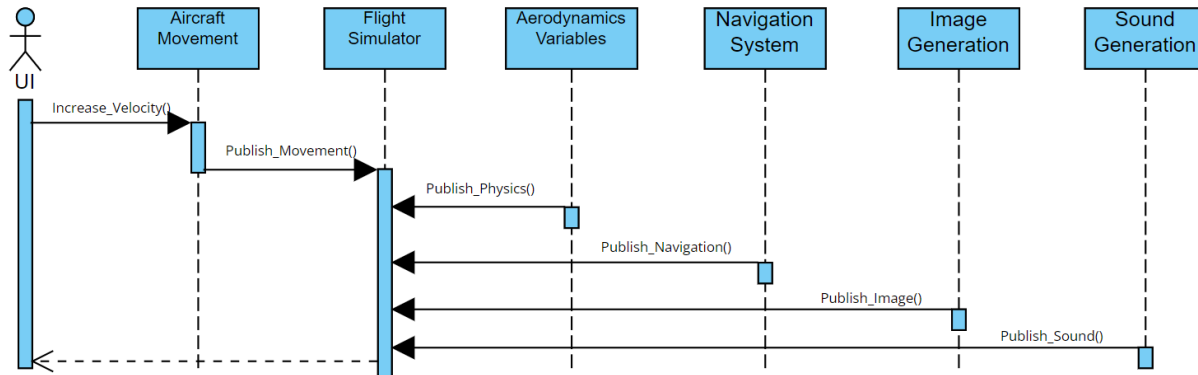 Aircraft
Movement
Flight
Simulator
Aerodynamics
Variables
Navigation
System
Image
Generation
Sound
Generation
UI
Increase_Velocity()
Publish_Movement()
Publish_Physics()
Publish_Navigation()
Publish_Image()
Publish_Sound()